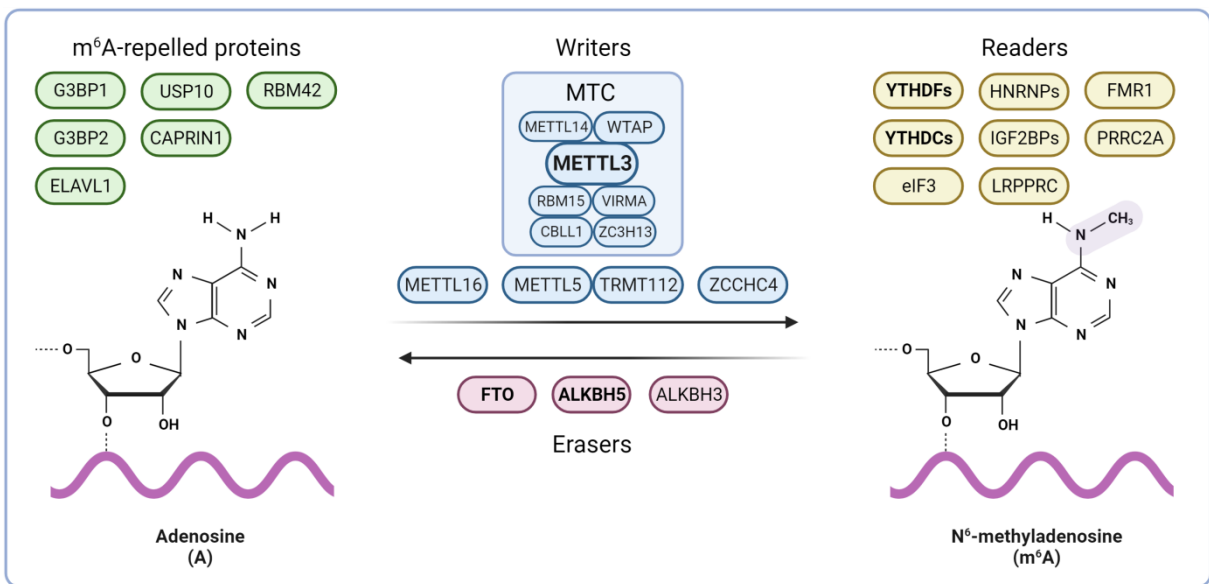 m⁶A-repelled proteins
G3BP1 USP10 RBM42
G3BP2 CAPRIN1
ELAVL1
Writers
MTC
METTL14 WTAP
METTL3
RBM15 VIRMA
CBLL1 ZC3H13
METTL16 METTL5 TRMT112 ZCCHC4
FTO ALKBH5 ALKBH3
Erasers
Readers
YTHDFs HNRNPs FMR1
YTHDCs IGF2BPs PRRC2A
eIF3 LRPPRC
H H
N
N N
N N
O O
O OH
Adenosine
(A)
H CH₃
N
N N
N N
O O
O OH
N⁶-methyladenosine
(m⁶A)